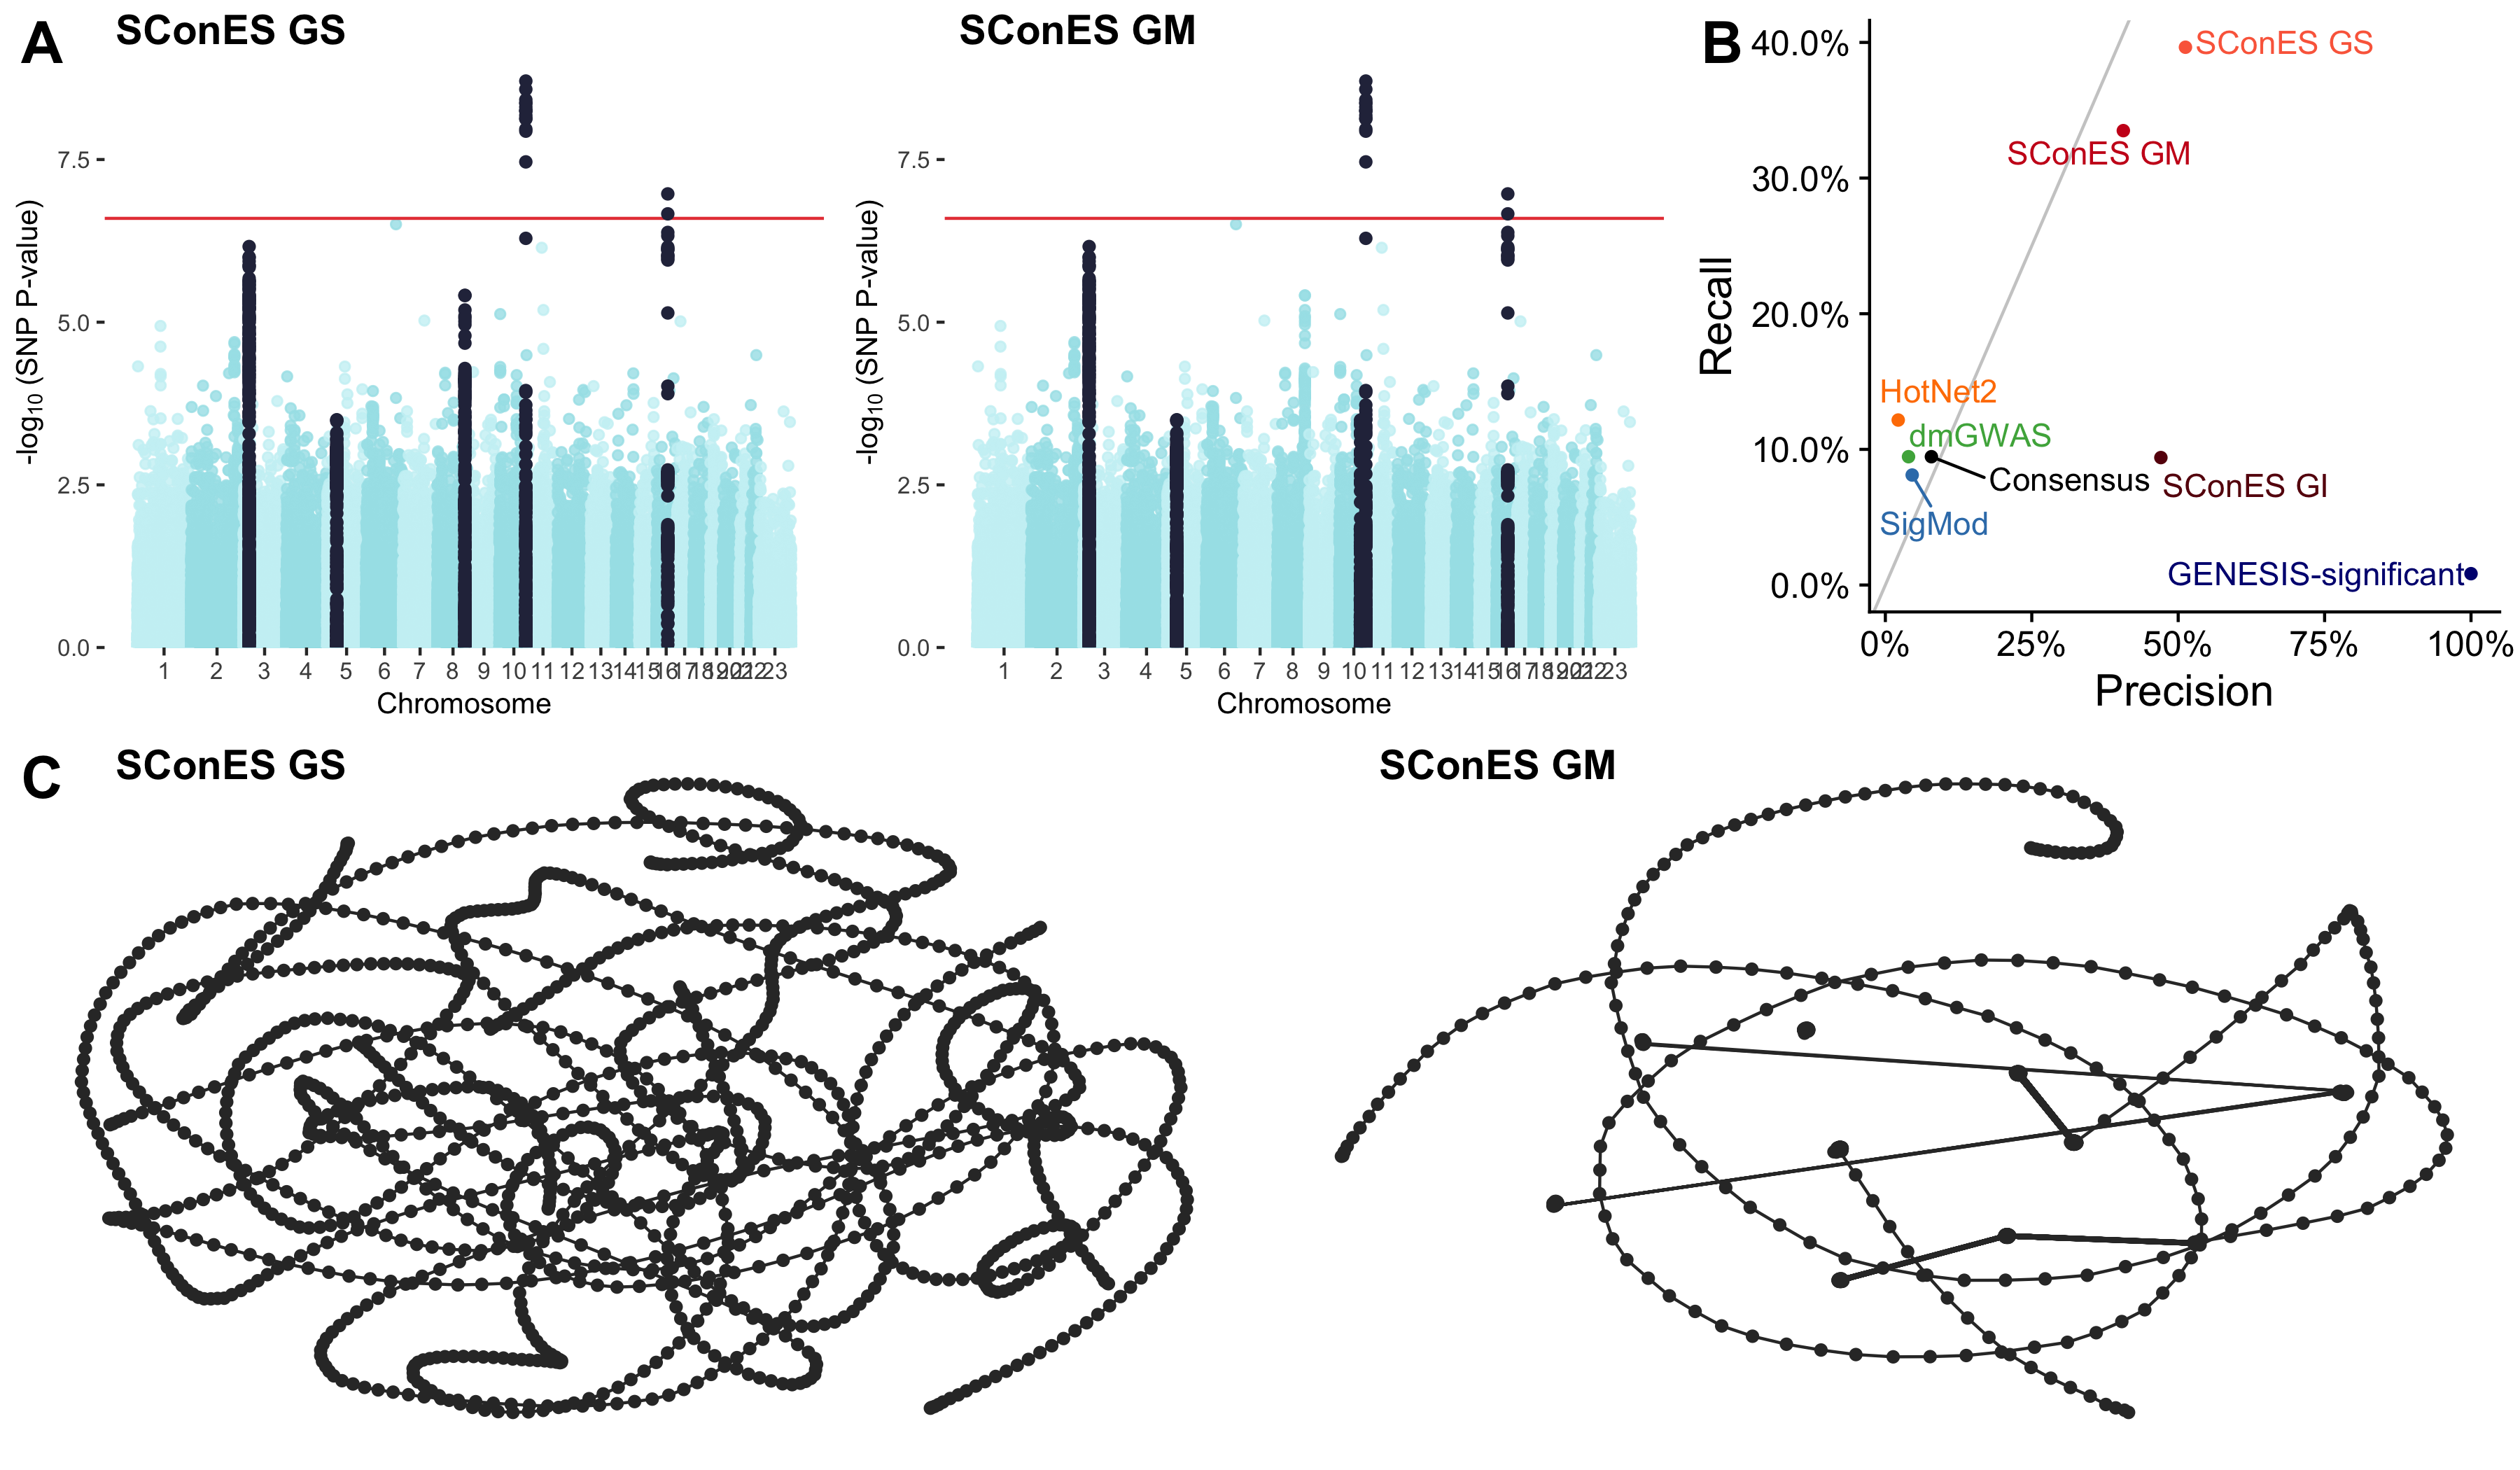 A
SConES GS
SConES GM
-log10 (SNP P-value)
7.5
5.0
2.5
0.0
1 2 3 4 5 6 7 8 9 10 11 12 13 14 15 16 17 18 19 20 21 22 23
Chromosome
-log10 (SNP P-value)
7.5
5.0
2.5
0.0
1 2 3 4 5 6 7 8 9 10 11 12 13 14 15 16 17 18 19 20 21 22 23
Chromosome
B
Recall
40.0%
30.0%
20.0%
10.0%
0.0%
SConES GS
SConES GM
HotNet2
dmGWAS
Consensus
SConES GI
SigMod
GENESIS-significant
0% 25% 50% 75% 100%
Precision
C
SConES GS
SConES GM